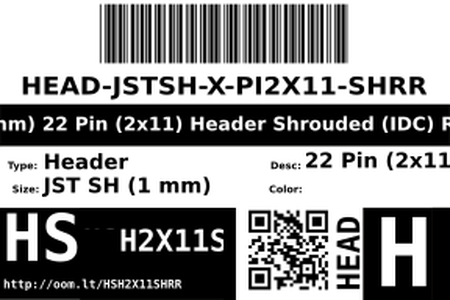 HEAD-JSTSH-X-PI2X11-SHRR
nm) 22 Pin (2x11) Header Shrouded (IDC) R
Type: Header
Desc: 22 Pin (2x11
Size: JST SH (1 mm)
Color:
HS
H2X11S
HEAD
H
http://oom.lt/HSH2X11SHRR